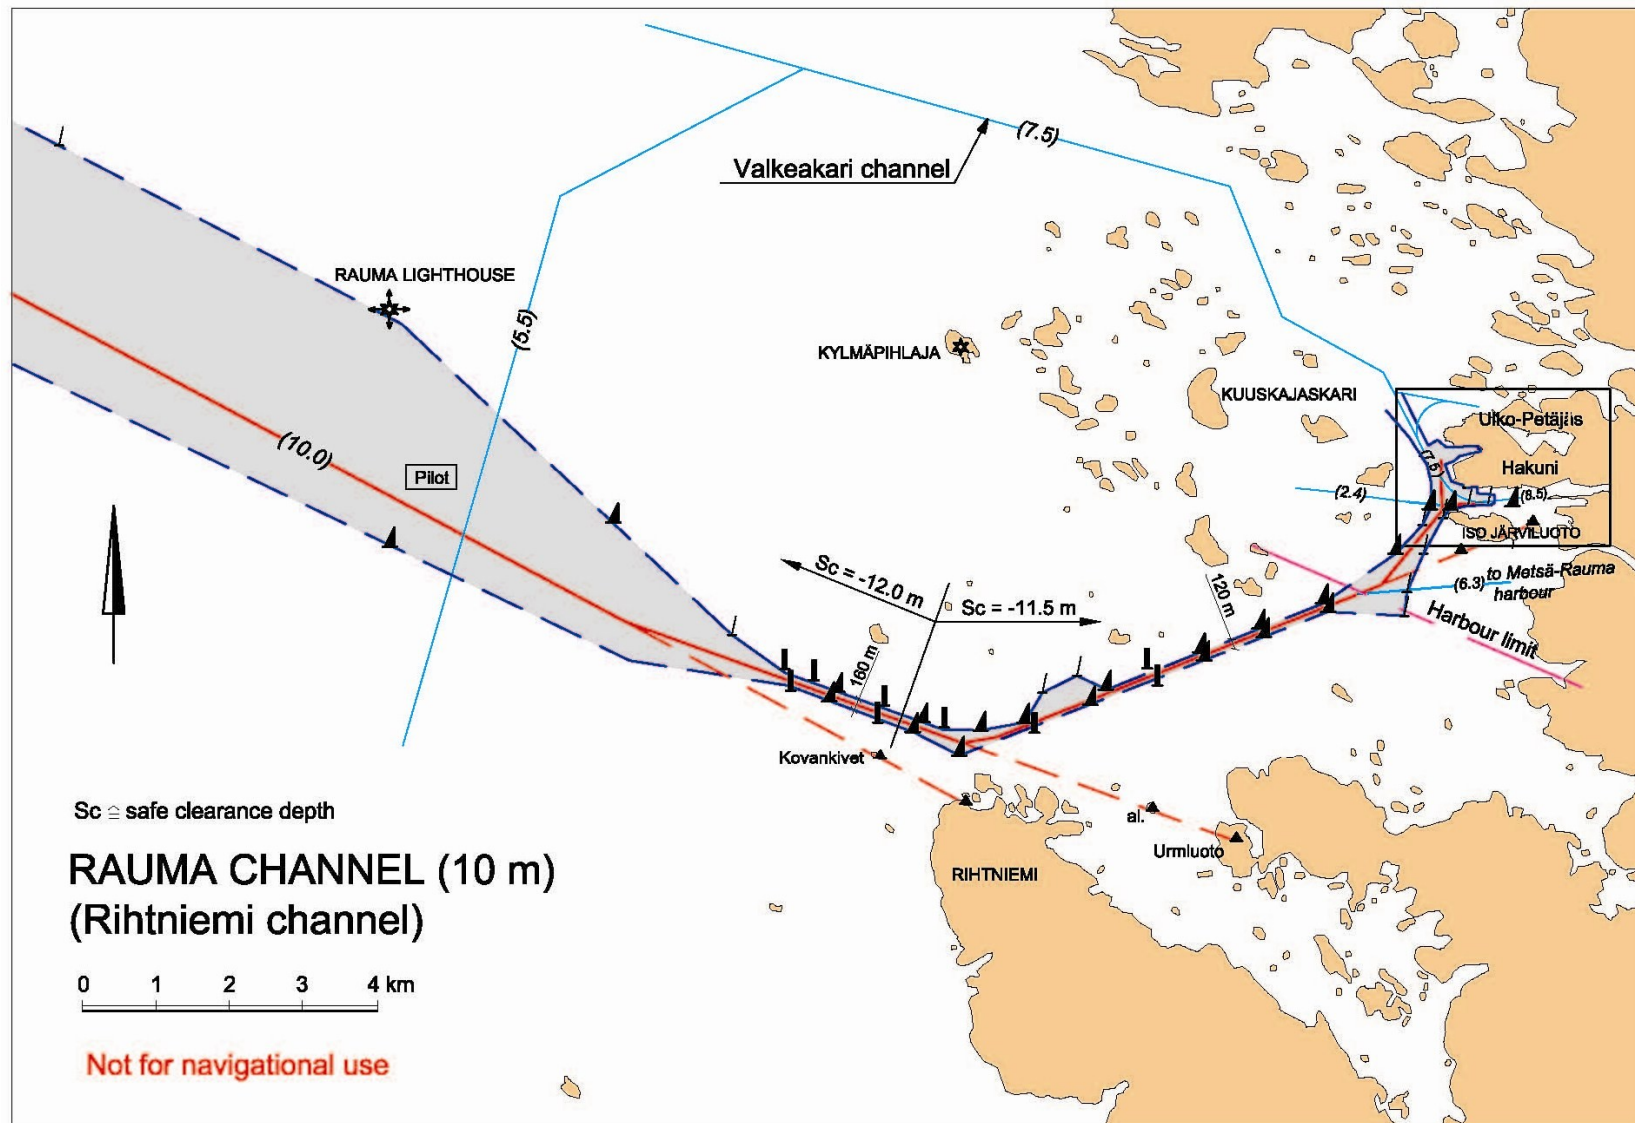 (7.5)
Valkeakari channel
RAUMA LIGHTHOUSE
(5.5)
KYLMÄPIHLAJA
KUUSKAJASKARI
Ulko-Petäjäs
(10.0)
Pilot
(7.5)
Hakuni
(2.4)
(8.5)
ISO JÄRVILUOTO
Sc = -12.0 m
Sc = -11.5 m
120 m
(6.3)
to Metsä-Rauma
harbour
Harbour limit
160 m
Kovankivet
al.
Urmluoto
RIHTNIEMI
Sc ≙ safe clearance depth
RAUMA CHANNEL (10 m)
(Rihtniemi channel)
0 1 2 3 4 km
Not for navigational use